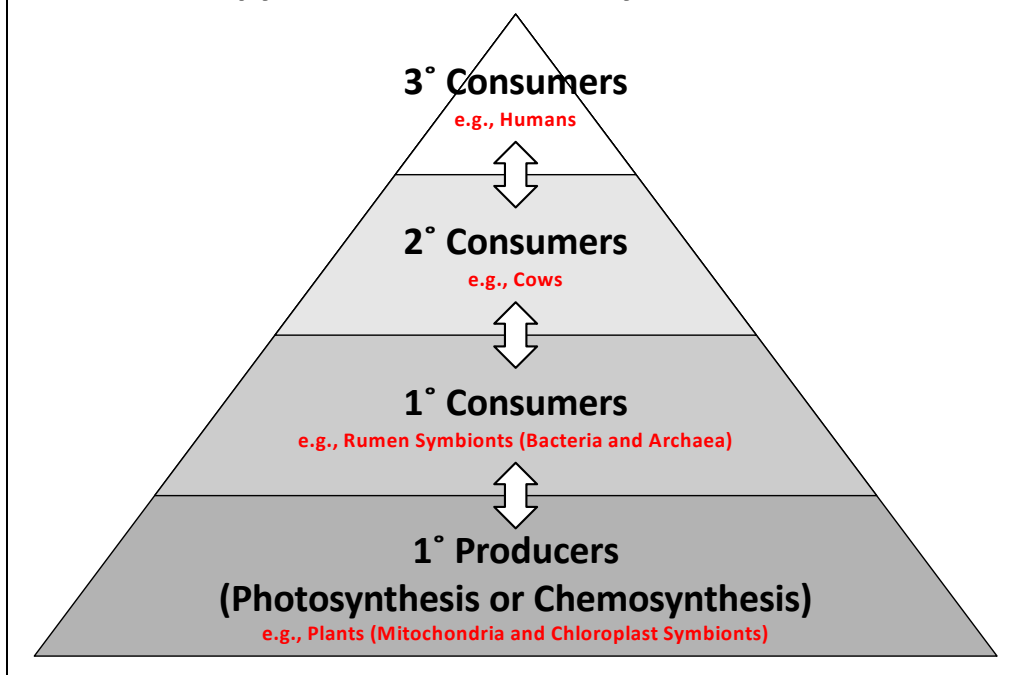 3˚ Consumers
e.g., Humans
2˚ Consumers
e.g., Cows
1˚ Consumers
e.g., Rumen Symbionts (Bacteria and Archaea)
1˚ Producers
(Photosynthesis or Chemosynthesis)
e.g., Plants (Mitochondria and Chloroplast Symbionts)